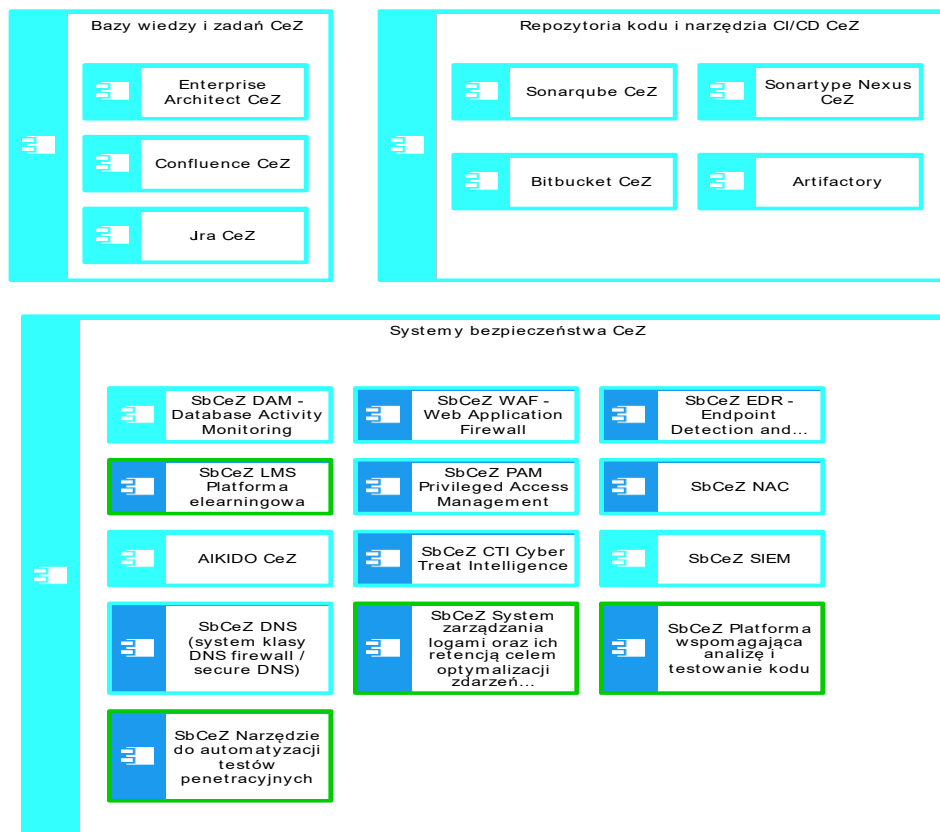 Bazy wiedzy i zadań CeZ
Enterprise
Architect CeZ
Confluence CeZ
Jra CeZ
Repozytoria kodu i narzędzia CI/CD CeZ
Sonarqube CeZ
Sonartype Nexus
CeZ
Bitbucket CeZ
Artifactory
Systemy bezpieczeństwa CeZ
SbCeZ DAM -
Database Activity
Monitoring
SbCeZ WAF -
Web Application
Firewall
SbCeZ EDR -
Endpoint
Detection and...
SbCeZ LMS
Platforma
elearningowa
SbCeZ PAM
Privileged Access
Management
SbCeZ NAC
AIKIDO CeZ
SbCeZ CTI Cyber
Treat Intelligence
SbCeZ SIEM
SbCeZ DNS
(system klasy
DNS firewall /
secure DNS)
SbCeZ System
zarządzania
logami oraz ich
retencją celem
optymalizacji
zdarzeń...
SbCeZ Platforma
wspomagająca
analizę i
testowanie kodu
SbCeZ Narzędzie
do automatyzacji
testów
penetracyjnych